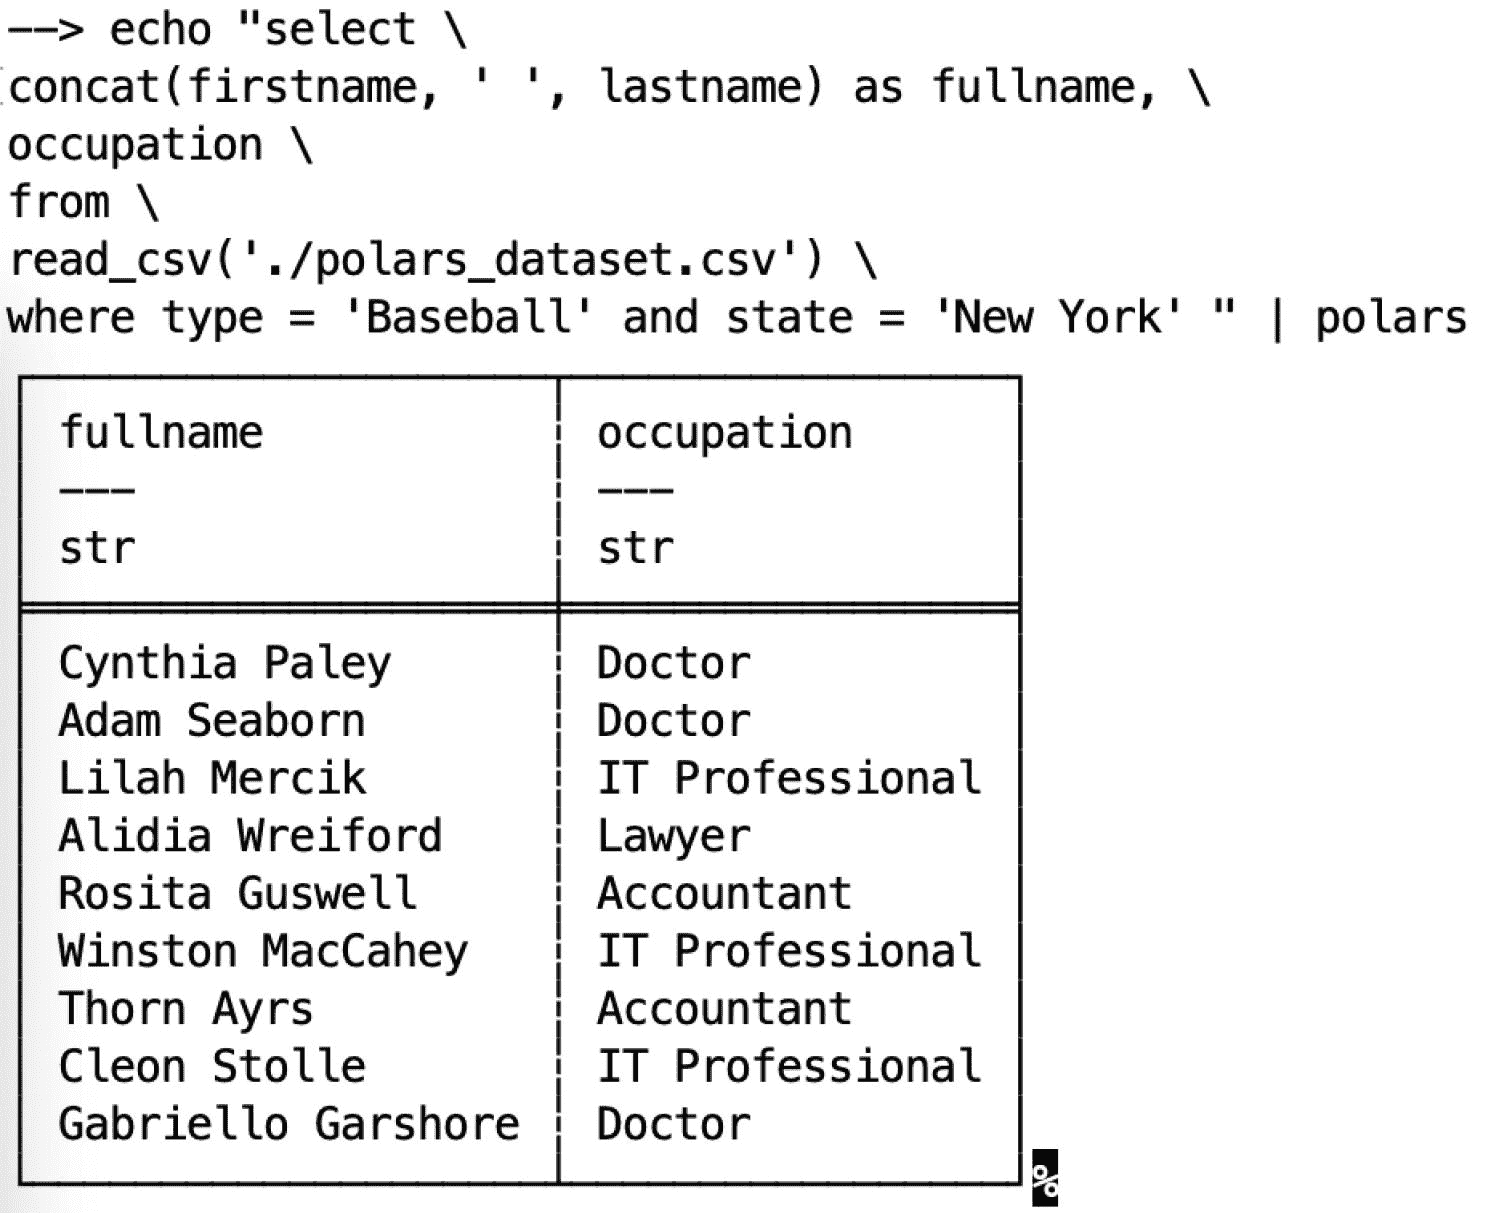 --> echo "select \
concat(firstname, ' ', lastname) as fullname, \
occupation \
from \
read_csv('./polars_dataset.csv') \
where type = 'Baseball' and state = 'New York' " | polars
fullname occupation
--- ---
str str
Cynthia Paley Doctor
Adam Seaborn Doctor
Lilah Mercik IT Professional
Alidia Wreiford Lawyer
Rosita Guswell Accountant
Winston MacCahey IT Professional
Thorn Ayrs Accountant
Cleon Stolle IT Professional
Gabriello Garshore Doctor
%